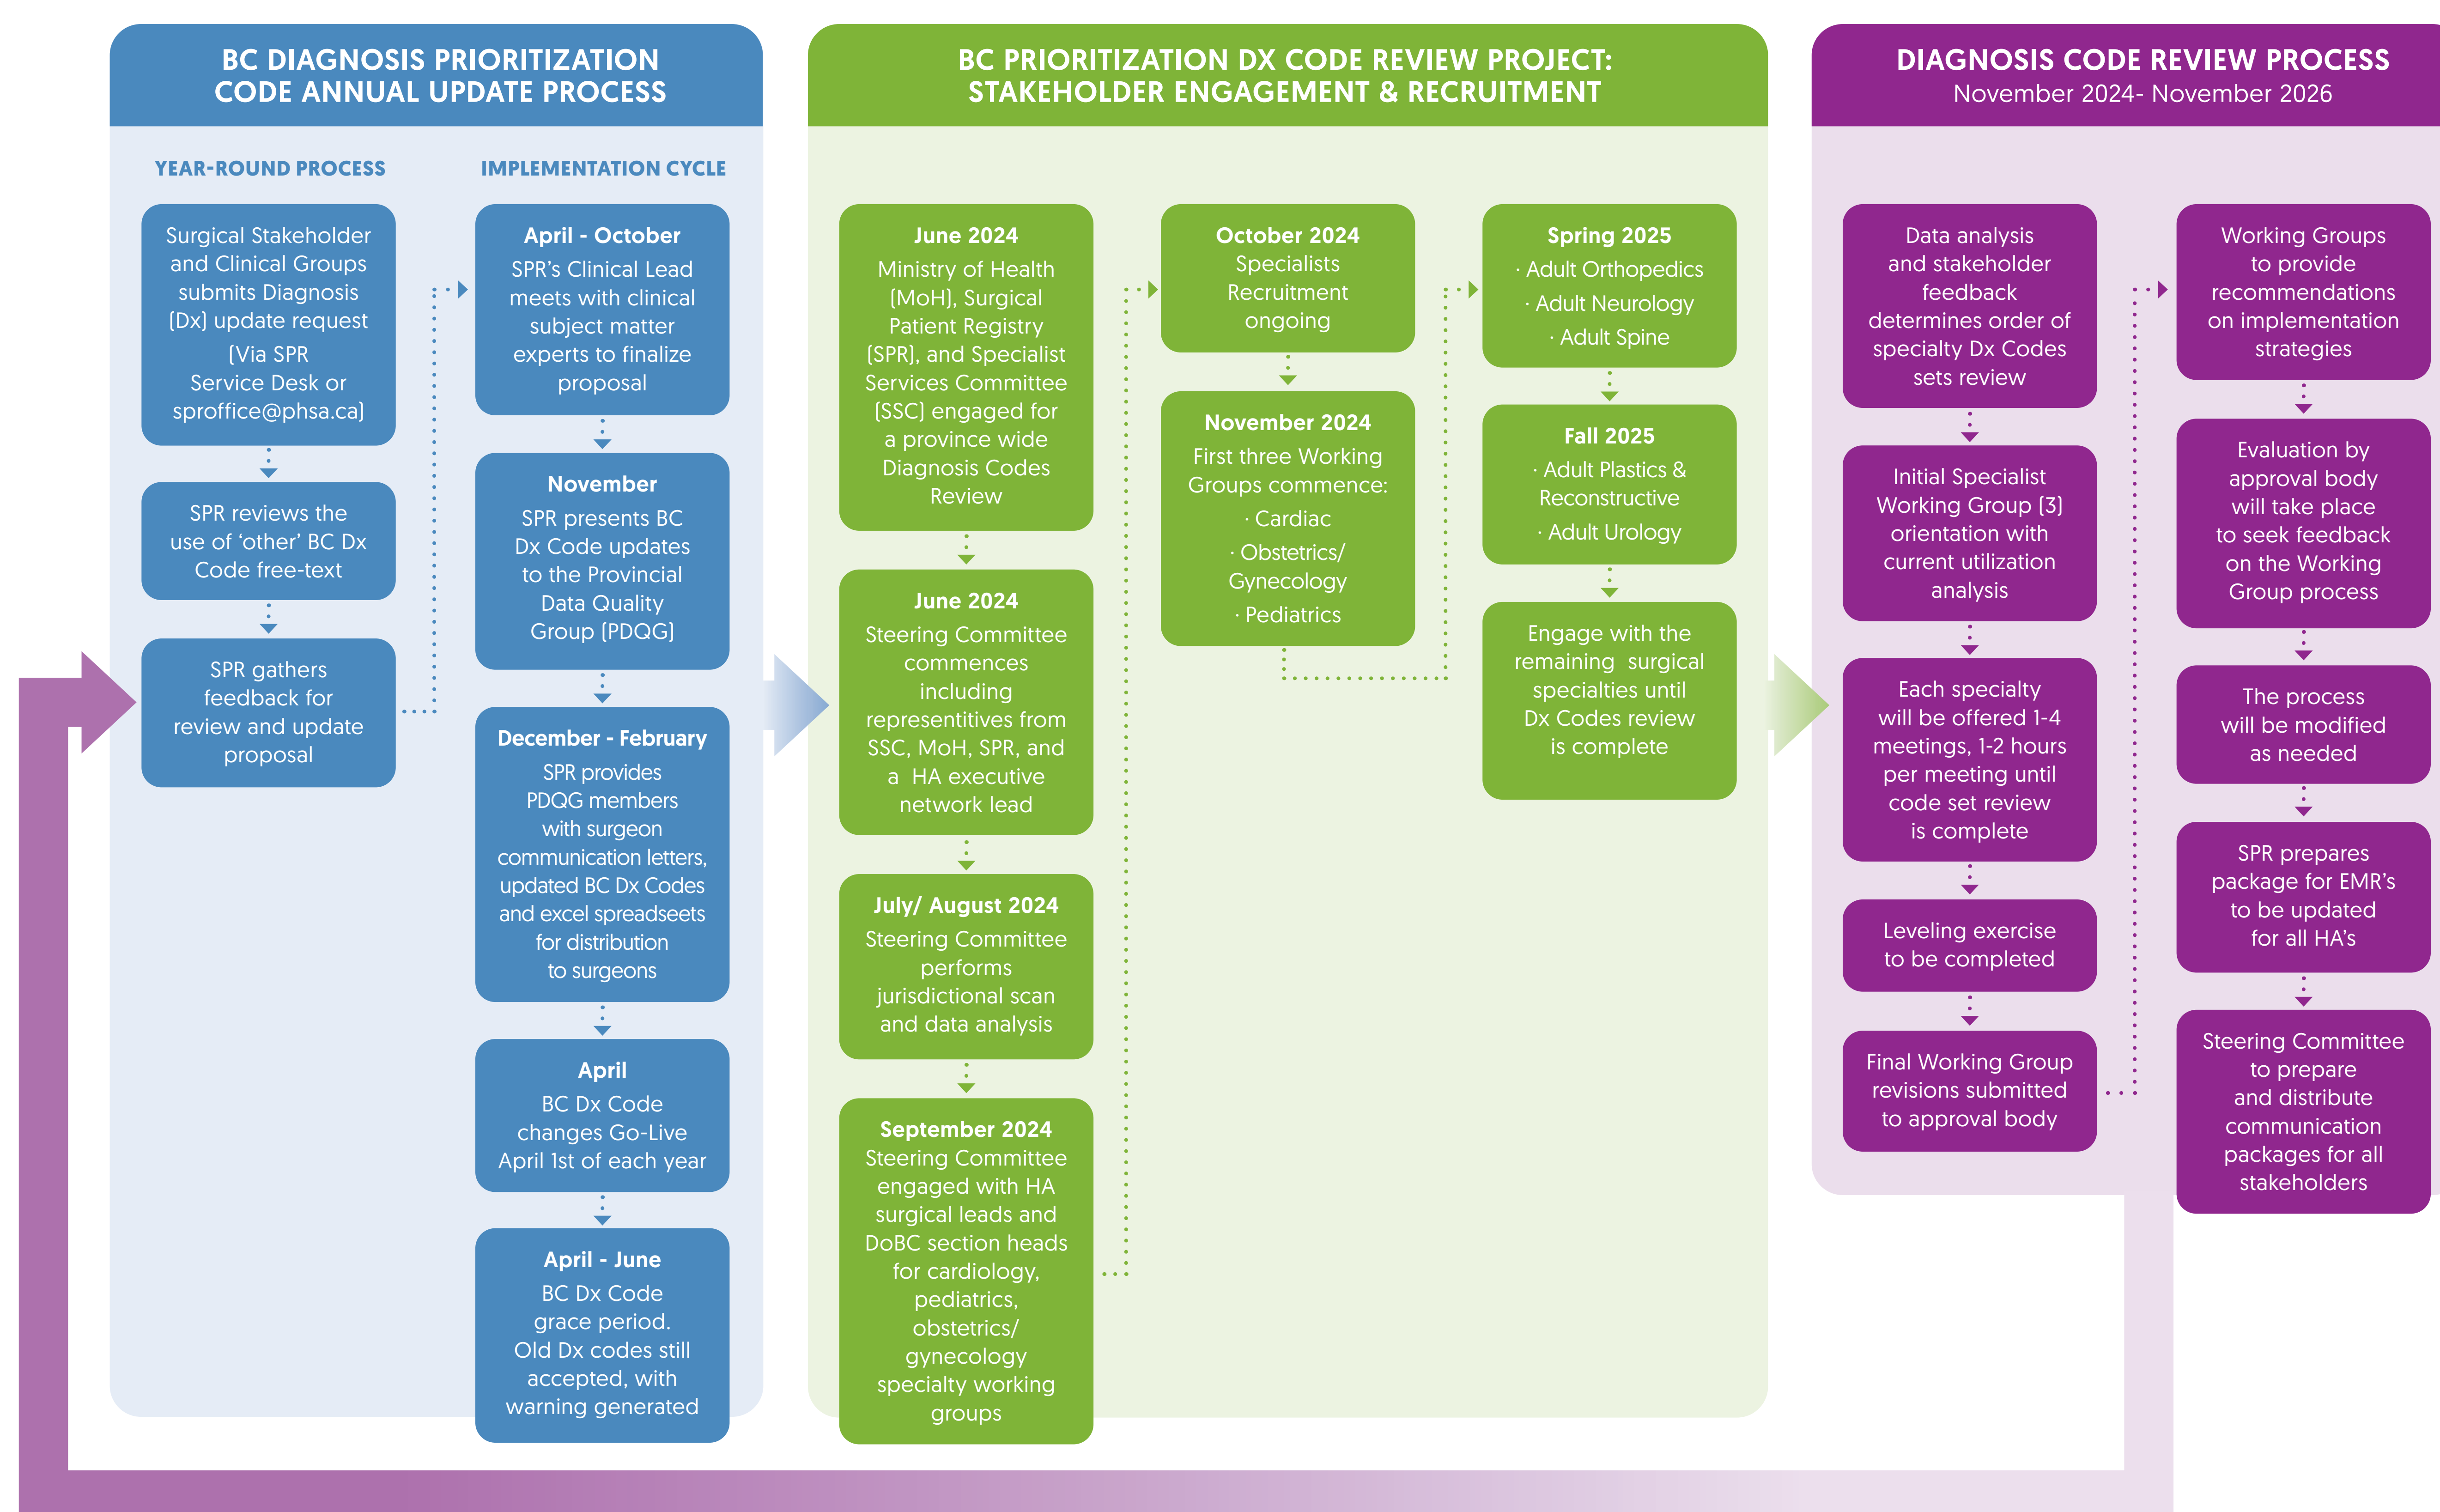 BC DIAGNOSIS PRIORITIZATION
CODE ANNUAL UPDATE PROCESS
YEAR-ROUND PROCESS
Surgical Stakeholder
and Clinical Groups
submits Diagnosis
(Dx) update request
(Via SPR
Service Desk or
sproffice@phsa.ca)
SPR reviews the
use of ‘other’ BC Dx
Code free-text
SPR gathers
feedback for
review and update
proposal
IMPLEMENTATION CYCLE
April - October
SPR’s Clinical Lead
meets with clinical
subject matter
experts to finalize
proposal
November
SPR presents BC
Dx Code updates
to the Provincial
Data Quality
Group (PDQG)
December - February
SPR provides
PDQG members
with surgeon
communication letters,
updated BC Dx Codes
and excel spreadseets
for distribution
to surgeons
April
BC Dx Code
changes Go-Live
April 1st of each year
April - June
BC Dx Code
grace period.
Old Dx codes still
accepted, with
warning generated
BC PRIORITIZATION DX CODE REVIEW PROJECT:
STAKEHOLDER ENGAGEMENT & RECRUITMENT
June 2024
Ministry of Health
(MoH), Surgical
Patient Registry
(SPR), and Specialist
Services Committee
(SSC) engaged for
a province wide
Diagnosis Codes
Review
June 2024
Steering Committee
commences
including
representitives from
SSC, MoH, SPR, and
a HA executive
network lead
July/ August 2024
Steering Committee
performs
jurisdictional scan
and data analysis
September 2024
Steering Committee
engaged with HA
surgical leads and
DoBC section heads
for cardiology,
pediatrics,
obstetrics/
gynecology
specialty working
groups
October 2024
Specialists
Recruitment
ongoing
November 2024
First three Working
Groups commence:
· Cardiac
· Obstetrics/
Gynecology
· Pediatrics
Spring 2025
· Adult Orthopedics
· Adult Neurology
· Adult Spine
Fall 2025
· Adult Plastics &
Reconstructive
· Adult Urology
Engage with the
remaining surgical
specialties until
Dx Codes review
is complete
DIAGNOSIS CODE REVIEW PROCESS
November 2024- November 2026
Data analysis
and stakeholder
feedback
determines order of
specialty Dx Codes
sets review
Initial Specialist
Working Group (3)
orientation with
current utilization
analysis
Each specialty
will be offered 1-4
meetings, 1-2 hours
per meeting until
code set review
is complete
Leveling exercise
to be completed
Final Working Group
revisions submitted
to approval body
Working Groups
to provide
recommendations
on implementation
strategies
Evaluation by
approval body
will take place
to seek feedback
on the Working
Group process
The process
will be modified
as needed
SPR prepares
package for EMR’s
to be updated
for all HA’s
Steering Committee
to prepare
and distribute
communication
packages for all
stakeholders